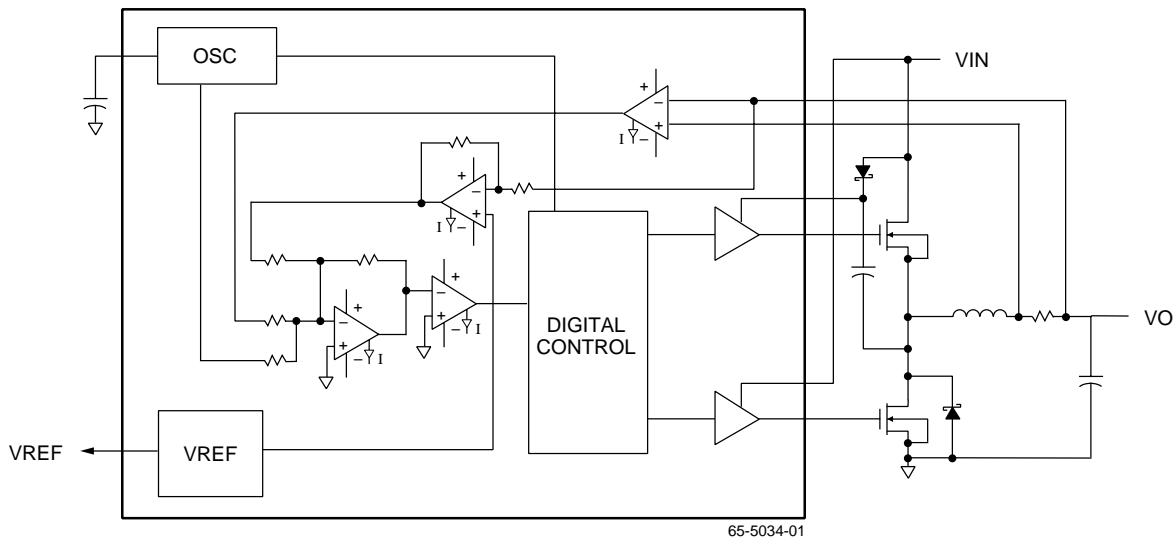 OSC
VIN
+
−
+
I −
+
−
+
I −
+
−
+
− I
+
−
+
− I
DIGITAL
CONTROL
VO
VREF
VREF
65-5034-01